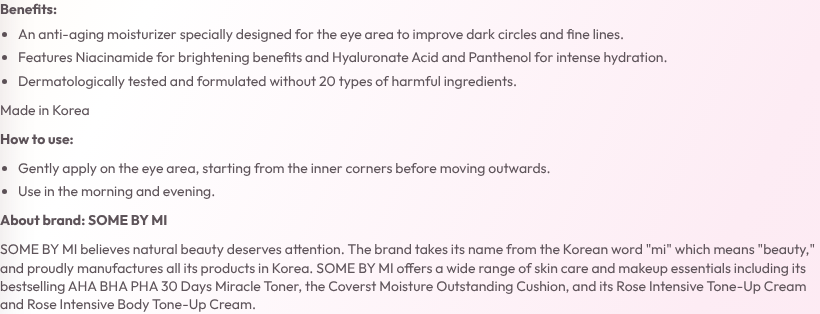 Benefits:
• An anti-aging moisturizer specially designed for the eye area to improve dark circles and fine lines.
• Features Niacinamide for brightening benefits and Hyaluronate Acid and Panthenol for intense hydration.
• Dermatologically tested and formulated without 20 types of harmful ingredients.
Made in Korea
How to use:
• Gently apply on the eye area, starting from the inner corners before moving outwards.
• Use in the morning and evening.
About brand: SOME BY MI
SOME BY MI believes natural beauty deserves attention. The brand takes its name from the Korean word "mi" which means "beauty,"
and proudly manufactures all its products in Korea. SOME BY MI offers a wide range of skin care and makeup essentials including its
bestselling AHA BHA PHA 30 Days Miracle Toner, the Coverst Moisture Outstanding Cushion, and its Rose Intensive Tone-Up Cream
and Rose Intensive Body Tone-Up Cream.